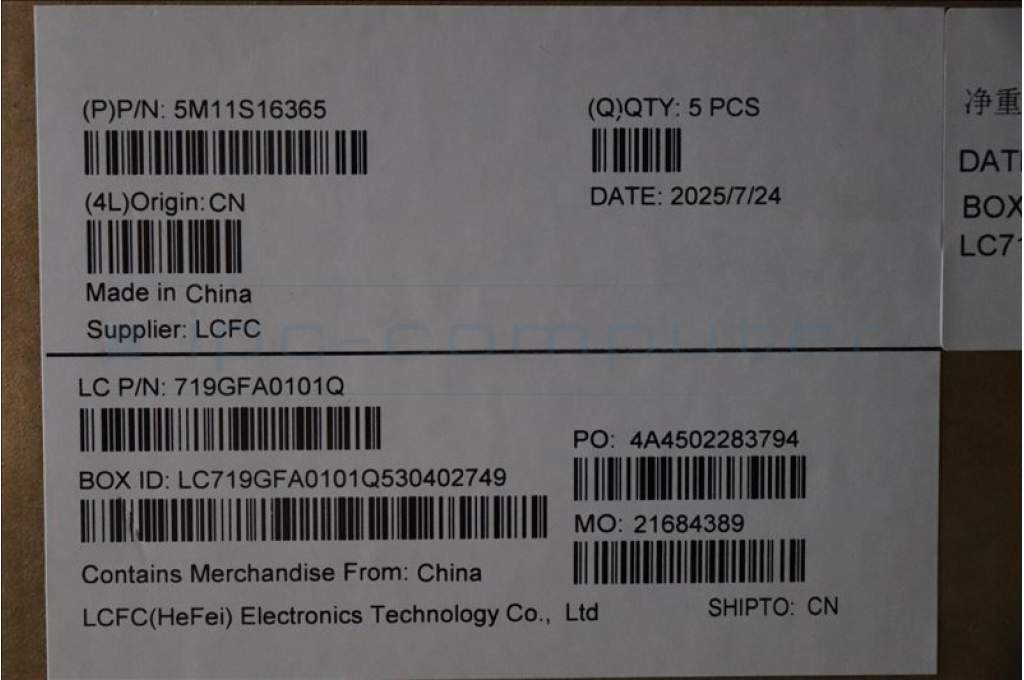 (P)P/N: 5M11S16365
(Q)QTY: 5 PCS
DATE: 2025/7/24
(4L)Origin: CN
Made in China
Supplier: LCFC
LC P/N: 719GFA0101Q
BOX ID: LC719GFA0101Q530402749
PO: 4A4502283794
MO: 21684389
Contains Merchandise From: China
LCFC(HeFei) Electronics Technology Co., Ltd
SHIPTO: CN
净重
DAT
BOX
LC71
ipc-computer